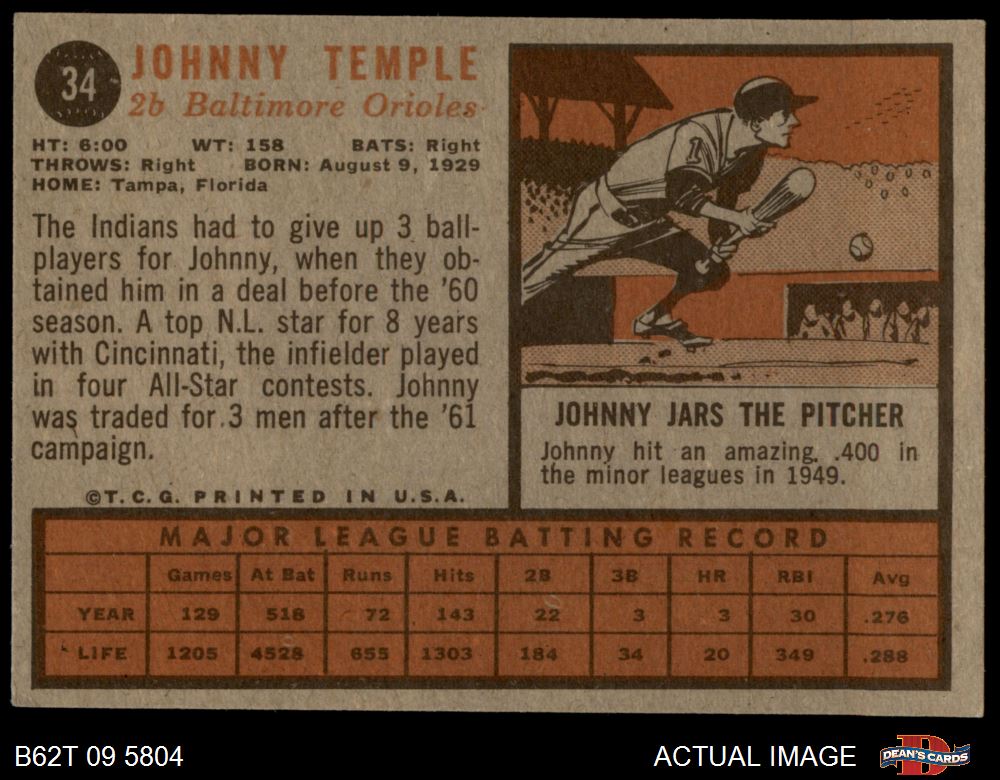 34
JOHNNY TEMPLE
2b Baltimore Orioles
HT: 6:00 WT: 158 BATS: Right
THROWS: Right BORN: August 9, 1929
HOME: Tampa, Florida
The Indians had to give up 3 ball-
players for Johnny, when they ob-
tained him in a deal before the '60
season. A top N.L. star for 8 years
with Cincinnati, the infielder played
in four All-Star contests. Johnny
was traded for 3 men after the '61
campaign.
©T. C. G. PRINTED IN U.S.A.
1
JOHNNY JARS THE PITCHER
Johnny hit an amazing .400 in
the minor leagues in 1949.
MAJOR LEAGUE BATTING RECORD
Games At Bat Runs Hits 2B 3B HR RBI Avg
YEAR 129 518 72 143 22 3 3 30 .276
LIFE 1205 4528 655 1303 184 34 20 349 .288
B62T 09 5804
ACTUAL IMAGE
DEAN'S CARDS